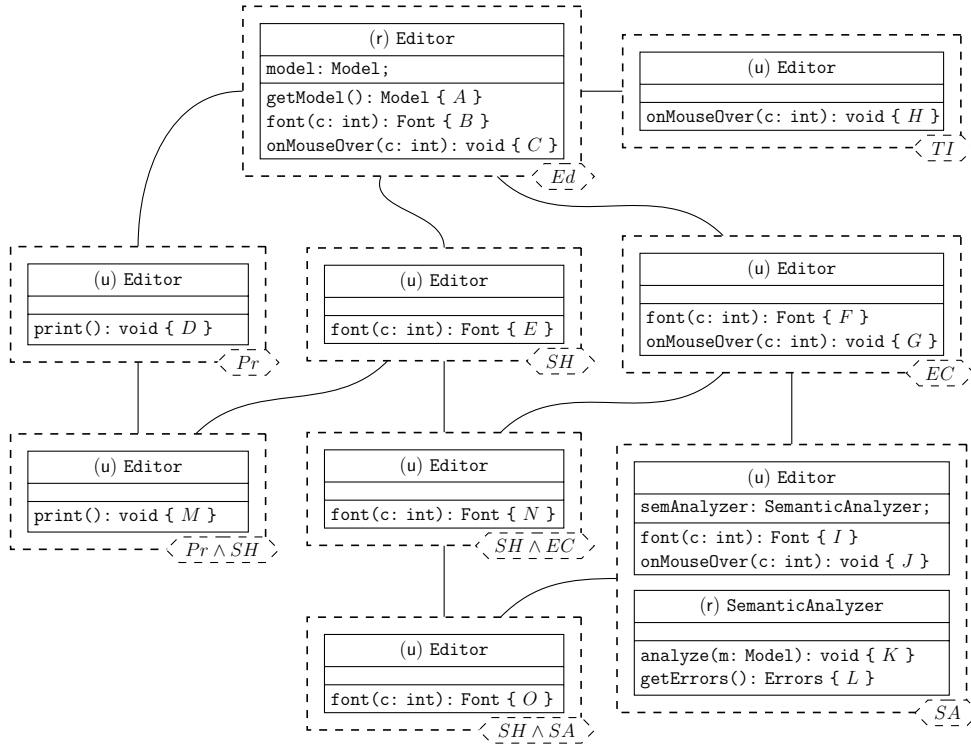 (r) Editor
model: Model;
getModel(): Model { A }
font(c: int): Font { B }
onMouseOver(c: int): void { C }
Ed
(u) Editor
onMouseOver(c: int): void { H }
TI
(u) Editor
print(): void { D }
Pr
(u) Editor
font(c: int): Font { E }
SH
(u) Editor
font(c: int): Font { F }
onMouseOver(c: int): void { G }
EC
(u) Editor
print(): void { M }
Pr ∧ SH
(u) Editor
font(c: int): Font { N }
SH ∧ EC
(u) Editor
semAnalyzer: SemanticAnalyzer;
font(c: int): Font { I }
onMouseOver(c: int): void { J }
(r) SemanticAnalyzer
analyze(m: Model): void { K }
getErrors(): Errors { L }
SA
(u) Editor
font(c: int): Font { O }
SH ∧ SA